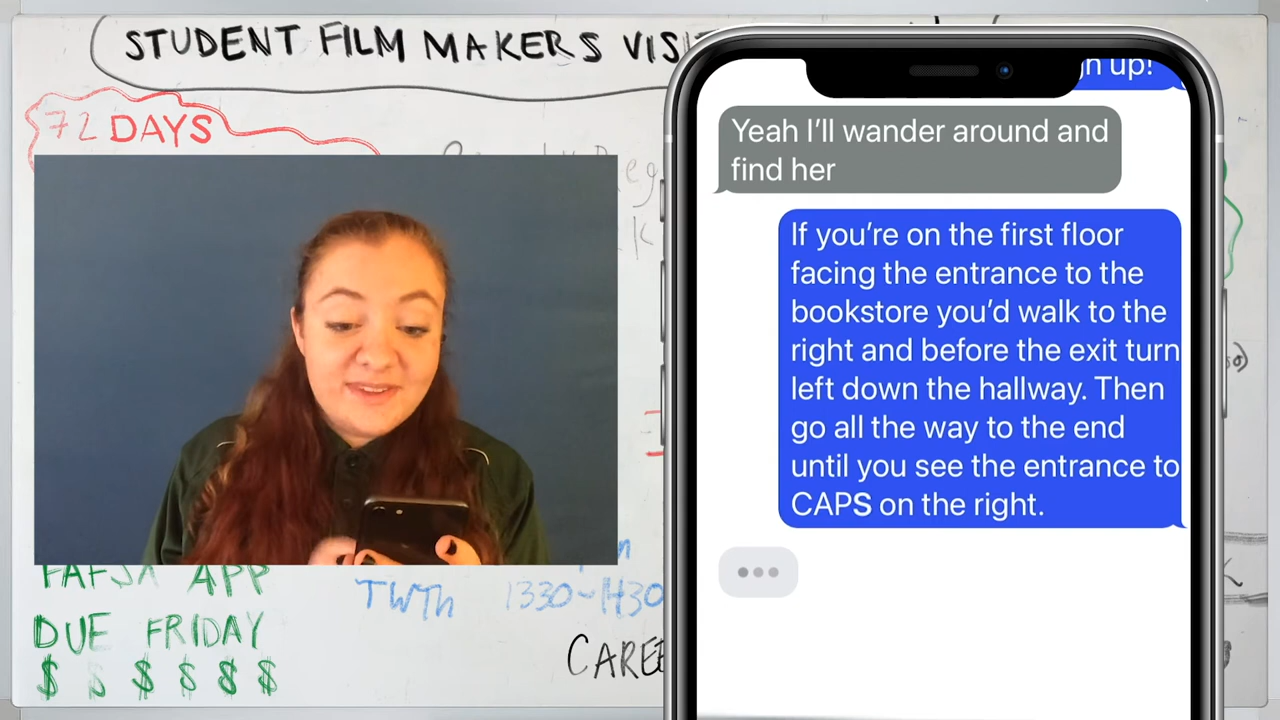 STUDENT FILM MAKERS
72 DAYS
up!
Yeah I'll wander around and
find her
If you're on the first floor
facing the entrance to the
bookstore you'd walk to the
right and before the exit turn
left down the hallway. Then
go all the way to the end
until you see the entrance to
CAPS on the right.
FAFSA APP
TWTh 1330-1430
DUE FRIDAY
$ $ $ $ $ $